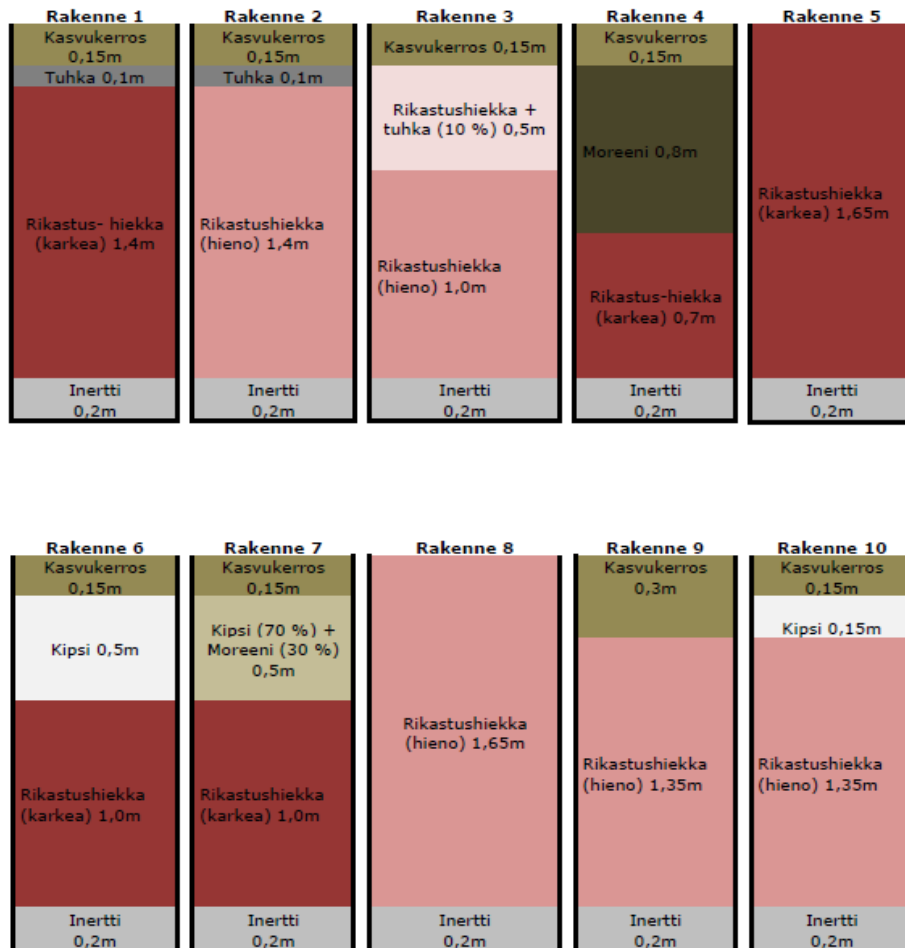 Rakenne 1
Kasvukerros
0,15m
Tuhka 0,1m
Rikastus- hiekka
(karkea) 1,4m
Inertti
0,2m
Rakenne 2
Kasvukerros
0,15m
Tuhka 0,1m
Rikastushiekka
(hieno) 1,4m
Inertti
0,2m
Rakenne 3
Kasvukerros 0,15m
Rikastushiekka +
tuhka (10 %) 0,5m
Rikastushiekka
(hieno) 1,0m
Inertti
0,2m
Rakenne 4
Kasvukerros
0,15m
Moreeni 0,8m
Rikastus-hiekka
(karkea) 0,7m
Inertti
0,2m
Rakenne 5
Rikastushiekka
(karkea) 1,65m
Inertti
0,2m
Rakenne 6
Kasvukerros
0,15m
Kipsi 0,5m
Rikastushiekka
(karkea) 1,0m
Inertti
0,2m
Rakenne 7
Kasvukerros
0,15m
Kipsi (70 %) +
Moreeni (30 %)
0,5m
Rikastushiekka
(karkea) 1,0m
Inertti
0,2m
Rakenne 8
Rikastushiekka
(hieno) 1,65m
Inertti
0,2m
Rakenne 9
Kasvukerros
0,3m
Rikastushiekka
(hieno) 1,35m
Inertti
0,2m
Rakenne 10
Kasvukerros
0,15m
Kipsi 0,15m
Rikastushiekka
(hieno) 1,35m
Inertti
0,2m